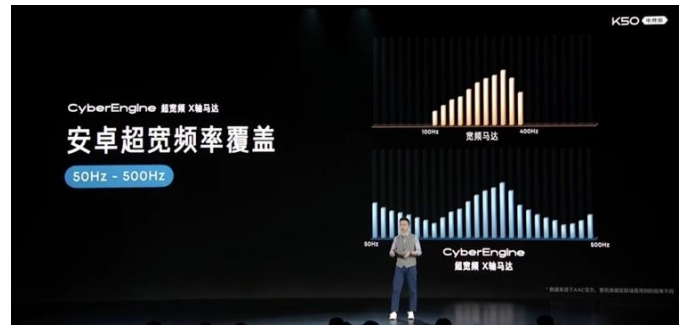 K50 电竞版
CyberEngine 超宽频 X轴马达
安卓超宽频率覆盖
50Hz - 500Hz
100Hz
400Hz
宽频马达
50Hz
500Hz
CyberEngine
超宽频 X轴马达